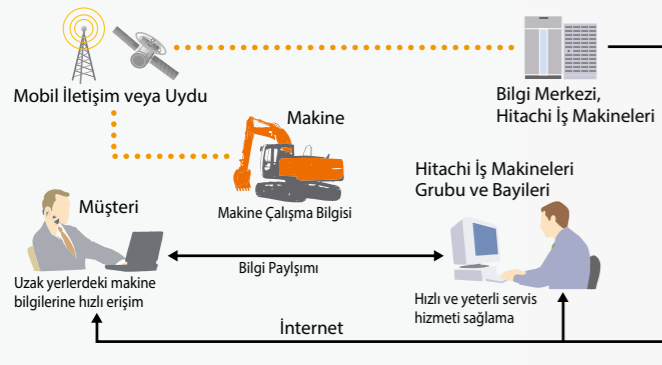 Mobil İletişim veya Uydu
Bilgi Merkezi,
Hitachi İş Makineleri
Makine
Makine Çalışma Bilgisi
Hitachi İş Makineleri
Grubu ve Bayileri
Müşteri
Uzak yerlerdeki makine
bilgilerine hızlı erişim
Bilgi Paylşımı
Hızlı ve yeterli servis
hizmeti sağlama
İnternet